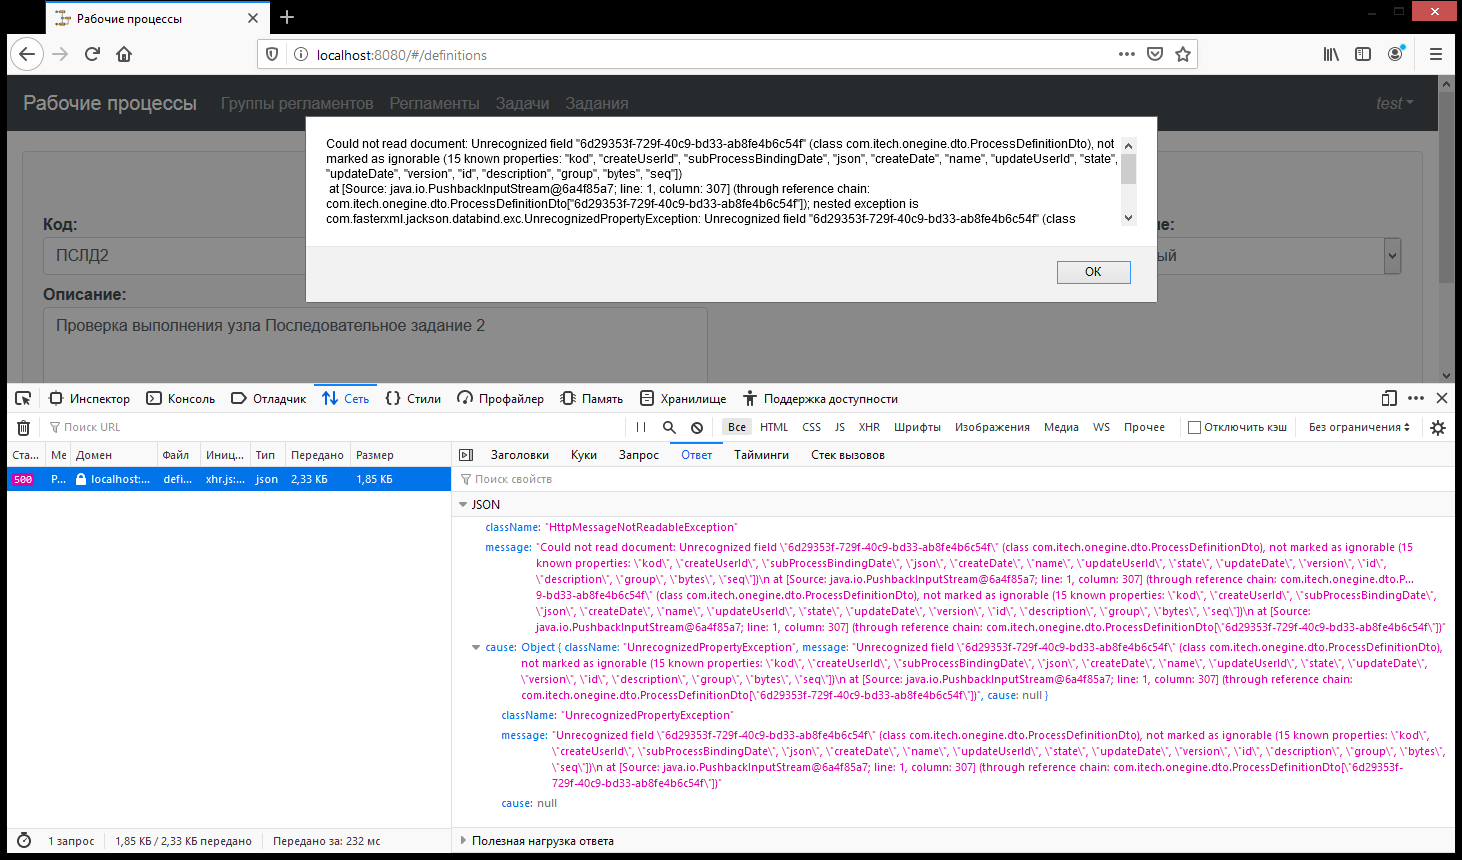 Рабочие процессы
localhost:8080/#/definitions
Рабочие процессы Группы регламентов Регламенты Задачи Задания test
Could not read document: Unrecognized field "6d29353f-729f-40c9-bd33-ab8fe4b6c54f" (class com.itech.onegine.dto.ProcessDefinitionDto), not
marked as ignorable (15 known properties: "kod", "createUserId", "subProcessBindingDate", "json", "createDate", "name", "updateUserId", "state",
"updateDate", "version", "id", "description", "group", "bytes", "seq"])
at [Source: java.io.PushbackInputStream@6a4f85a7; line: 1, column: 307] (through reference chain:
com.itech.onegine.dto.ProcessDefinitionDto["6d29353f-729f-40c9-bd33-ab8fe4b6c54f"]); nested exception is
com.fasterxml.jackson.databind.exc.UnrecognizedPropertyException: Unrecognized field "6d29353f-729f-40c9-bd33-ab8fe4b6c54f" (class
OK
Код:
ПСЛД2
е:
ый
Описание:
Проверка выполнения узла Последовательное задание 2
Инспектор Консоль Отладчик Сеть Стили Профайлер Память Хранилище Поддержка доступности
Поиск URL
Все HTML CSS JS XHR Шрифты Изображения Медиа WS Прочее Отключить кэш Без ограничения
Ста... Ме Домен Файл Иниц... Тип Передано Размер
500 P... localhost:... defi... xhr.js:... json 2,33 КБ 1,85 КБ
Заголовки Куки Запрос Ответ Тайминги Стек вызовов
Поиск свойств
JSON
className: "HttpMessageNotReadableException"
message: "Could not read document: Unrecognized field \"6d29353f-729f-40c9-bd33-ab8fe4b6c54f\" (class com.itech.onegine.dto.ProcessDefinitionDto), not marked as ignorable (15
known properties: \"kod\", \"createUserId\", \"subProcessBindingDate\", \"json\", \"createDate\", \"name\", \"updateUserId\", \"state\", \"updateDate\", \"version\", \"id\",
\"description\", \"group\", \"bytes\", \"seq\"])\n at [Source: java.io.PushbackInputStream@6a4f85a7; line: 1, column: 307] (through reference chain: com.itech.onegine.dto.P...
9-bd33-ab8fe4b6c54f\" (class com.itech.onegine.dto.ProcessDefinitionDto), not marked as ignorable (15 known properties: \"kod\", \"createUserId\", \"subProcessBindingDate\",
\"json\", \"createDate\", \"name\", \"updateUserId\", \"state\", \"updateDate\", \"version\", \"id\", \"description\", \"group\", \"bytes\", \"seq\"])\n at [Source:
java.io.PushbackInputStream@6a4f85a7; line: 1, column: 307] (through reference chain: com.itech.onegine.dto.ProcessDefinitionDto[\"6d29353f-729f-40c9-bd33-ab8fe4b6c54f\"])"
cause: Object { className: "UnrecognizedPropertyException", message: "Unrecognized field \"6d29353f-729f-40c9-bd33-ab8fe4b6c54f\" (class com.itech.onegine.dto.ProcessDefinitionDto),
not marked as ignorable (15 known properties: \"kod\", \"createUserId\", \"subProcessBindingDate\", \"json\", \"createDate\", \"name\", \"updateUserId\", \"state\", \"updateDate\",
\"version\", \"id\", \"description\", \"group\", \"bytes\", \"seq\"])\n at [Source: java.io.PushbackInputStream@6a4f85a7; line: 1, column: 307] (through reference chain:
com.itech.onegine.dto.ProcessDefinitionDto[\"6d29353f-729f-40c9-bd33-ab8fe4b6c54f\"])", cause: null }
className: "UnrecognizedPropertyException"
message: "Unrecognized field \"6d29353f-729f-40c9-bd33-ab8fe4b6c54f\" (class com.itech.onegine.dto.ProcessDefinitionDto), not marked as ignorable (15 known properties: \"kod\",
\"createUserId\", \"subProcessBindingDate\", \"json\", \"createDate\", \"name\", \"updateUserId\", \"state\", \"updateDate\", \"version\", \"id\", \"description\", \"group\", \"bytes\",
\"seq\"])\n at [Source: java.io.PushbackInputStream@6a4f85a7; line: 1, column: 307] (through reference chain: com.itech.onegine.dto.ProcessDefinitionDto[\"6d29353f-
729f-40c9-bd33-ab8fe4b6c54f\"])"
cause: null
1 запрос 1,85 КБ / 2,33 КБ передано Передано за: 232 мс
Полезная нагрузка ответа